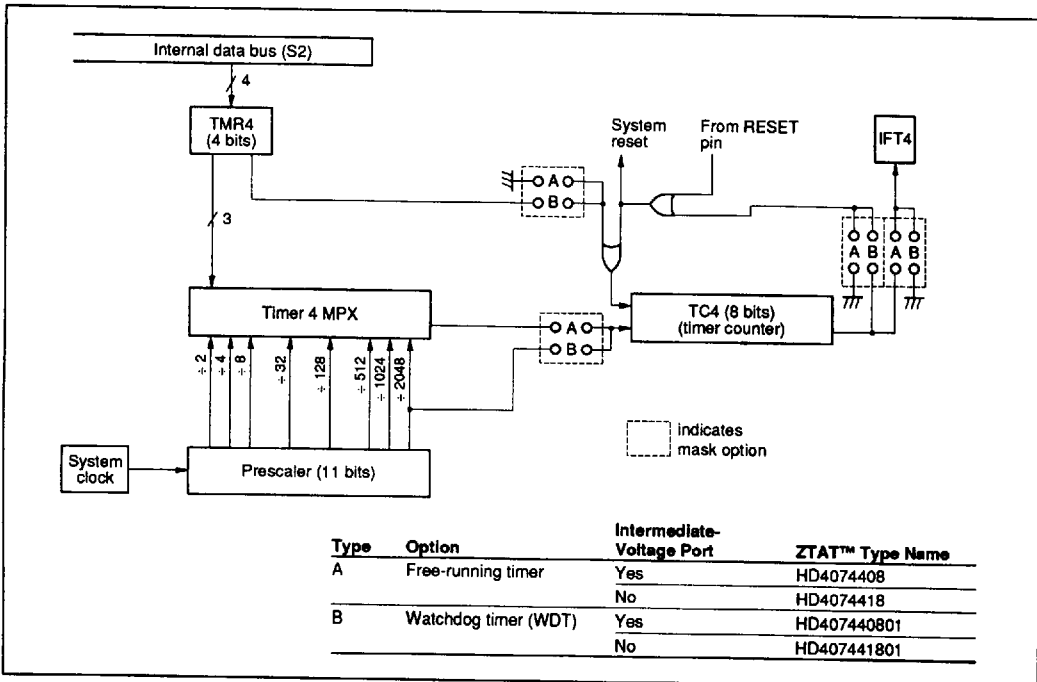 Internal data bus (S2)
4
TMR4
(4 bits)
System
reset
From RESET
pin
IFT4
A
B
3
A
B
A
B
Timer 4 MPX
A
B
TC4 (8 bits)
(timer counter)
÷ 2
÷ 4
÷ 8
÷ 32
÷ 128
÷ 512
÷ 1024
÷ 2048
indicates
mask option
System
clock
Prescaler (11 bits)
Type Option Intermediate-
Voltage Port ZTAT™ Type Name
A Free-running timer Yes HD4074408
No HD4074418
B Watchdog timer (WDT) Yes HD407440801
No HD407441801